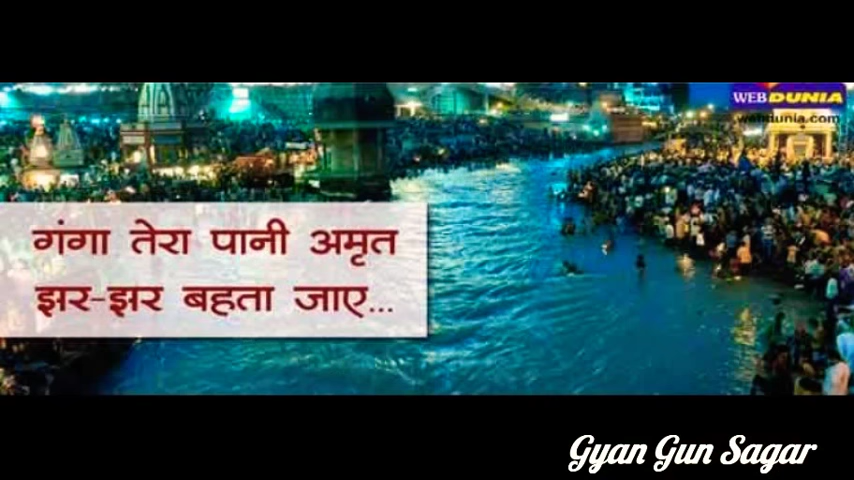 WEBDUNIA
webdunia.com
गंगा तेरा पानी अमृत
झर-झर बहता जाए...
Gyan Gun Sagar